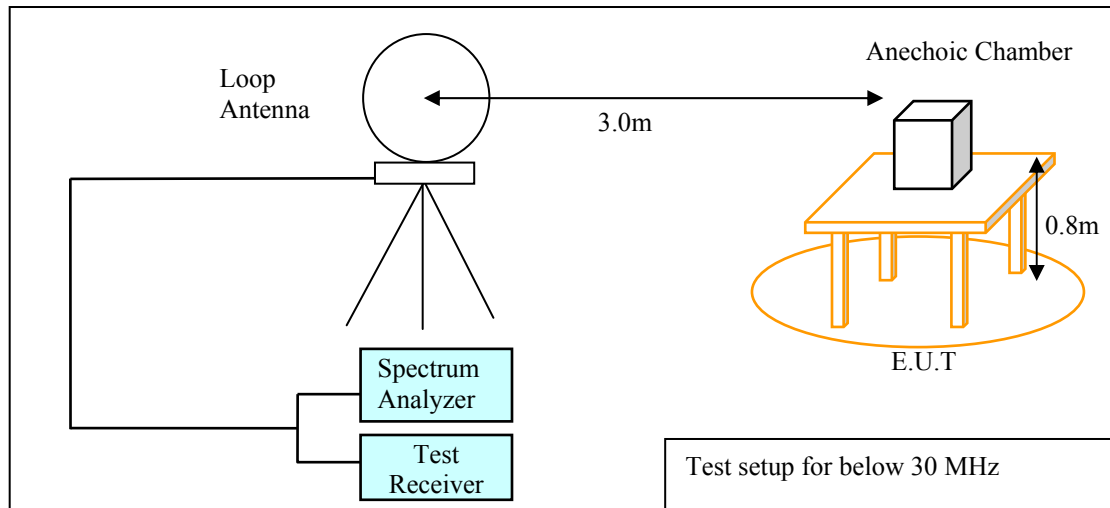 Loop
Antenna
Anechoic Chamber
3.0m
0.8m
E.U.T
Spectrum
Analyzer
Test
Receiver
Test setup for below 30 MHz